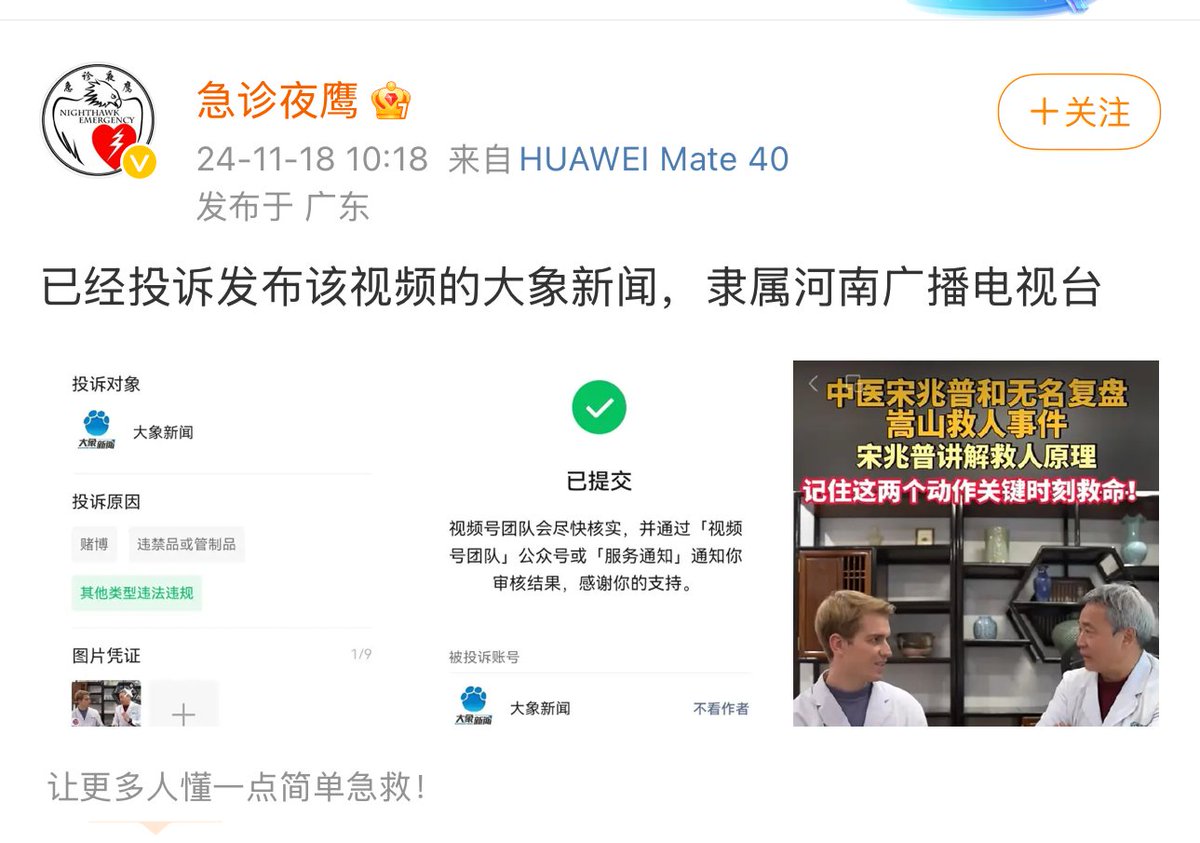 急诊夜鹰
NIGHTHAWK
EMERGENCY
急诊夜鹰
24-11-18 10:18 来自 HUAWEI Mate 40
发布于 广东
+关注
已经投诉发布该视频的大象新闻，隶属河南广播电视台
投诉对象
大象新闻
大象新闻
投诉原因
赌博
违禁品或管制品
其他类型违法违规
图片凭证
1/9
已提交
视频号团队会尽快核实，并通过「视频
号团队」公众号或「服务通知」通知你
审核结果，感谢你的支持。
被投诉账号
大象新闻
大象新闻
不看作者
中医宋兆普和无名复盘
嵩山救人事件
宋兆普讲解救人原理
记住这两个动作关键时刻救命！
让更多人懂一点简单急救！